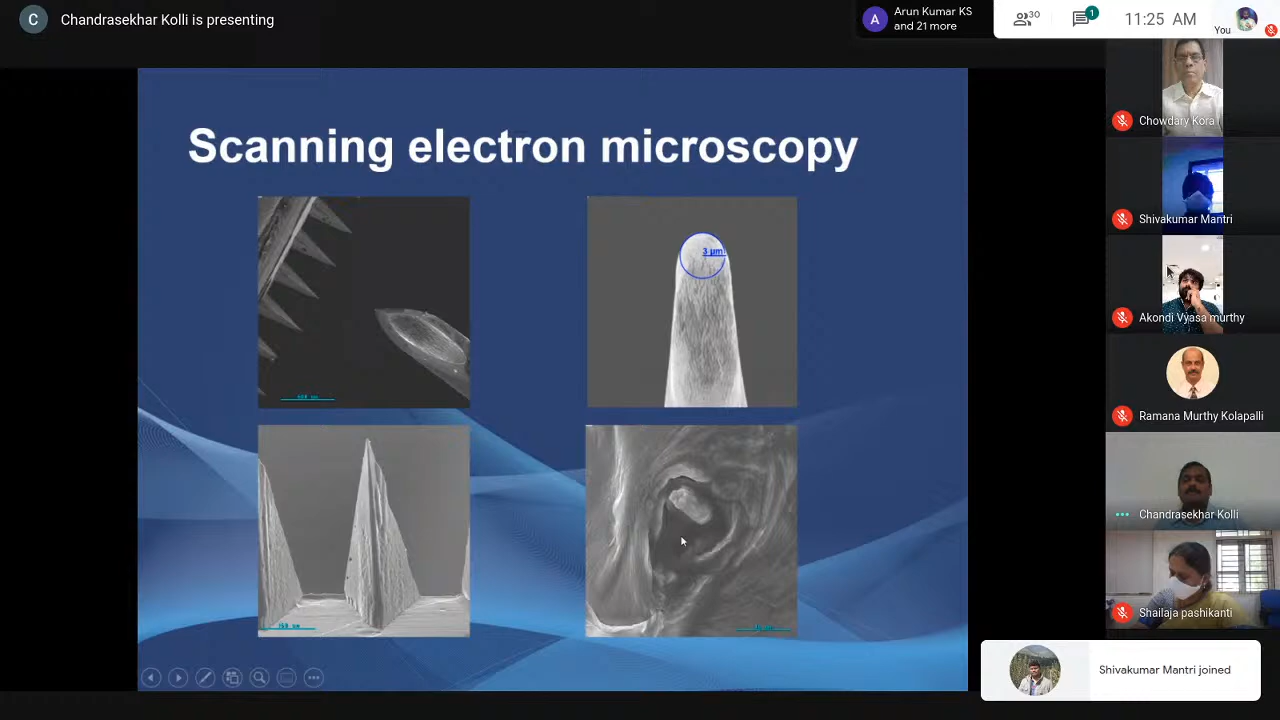 C
Chandrasekhar Kolli is presenting
A
Arun Kumar KS
and 21 more
30
1
11:25 AM
You
Scanning electron microscopy
3 µm
Chowdary Kora
Shivakumar Mantri
Akondi Vyasa murthy
Ramana Murthy Kolapalli
Chandrasekhar Kolli
Shailaja pashikanti
Shivakumar Mantri joined